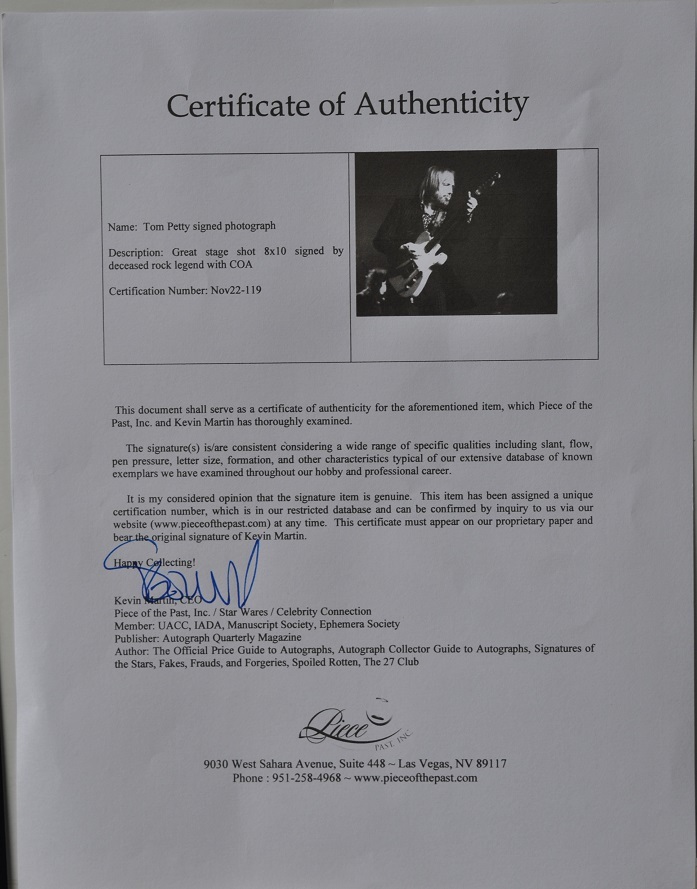 Certificate of Authenticity
Name: Tom Petty signed photograph
Description: Great stage shot 8x10 signed by
deceased rock legend with COA
Certification Number: Nov22-119
This document shall serve as a certificate of authenticity for the aforementioned item, which Piece of the
Past, Inc. and Kevin Martin has thoroughly examined.
The signature(s) is/are consistent considering a wide range of specific qualities including slant, flow,
pen pressure, letter size, formation, and other characteristics typical of our extensive database of known
exemplars we have examined throughout our hobby and professional career.
It is my considered opinion that the signature item is genuine. This item has been assigned a unique
certification number, which is in our restricted database and can be confirmed by inquiry to us via our
website (www.pieceofthepast.com) at any time. This certificate must appear on our proprietary paper and
bear the original signature of Kevin Martin.
Happy Collecting!
Kevin Martin, CEO
Piece of the Past, Inc. / Star Wares / Celebrity Connection
Member: UACC, IADA, Manuscript Society, Ephemera Society
Publisher: Autograph Quarterly Magazine
Author: The Official Price Guide to Autographs, Autograph Collector Guide to Autographs, Signatures of
the Stars, Fakes, Frauds, and Forgeries, Spoiled Rotten, The 27 Club
Piece
PAST INC
9030 West Sahara Avenue, Suite 448 ~ Las Vegas, NV 89117
Phone : 951-258-4968 ~ www.pieceofthepast.com